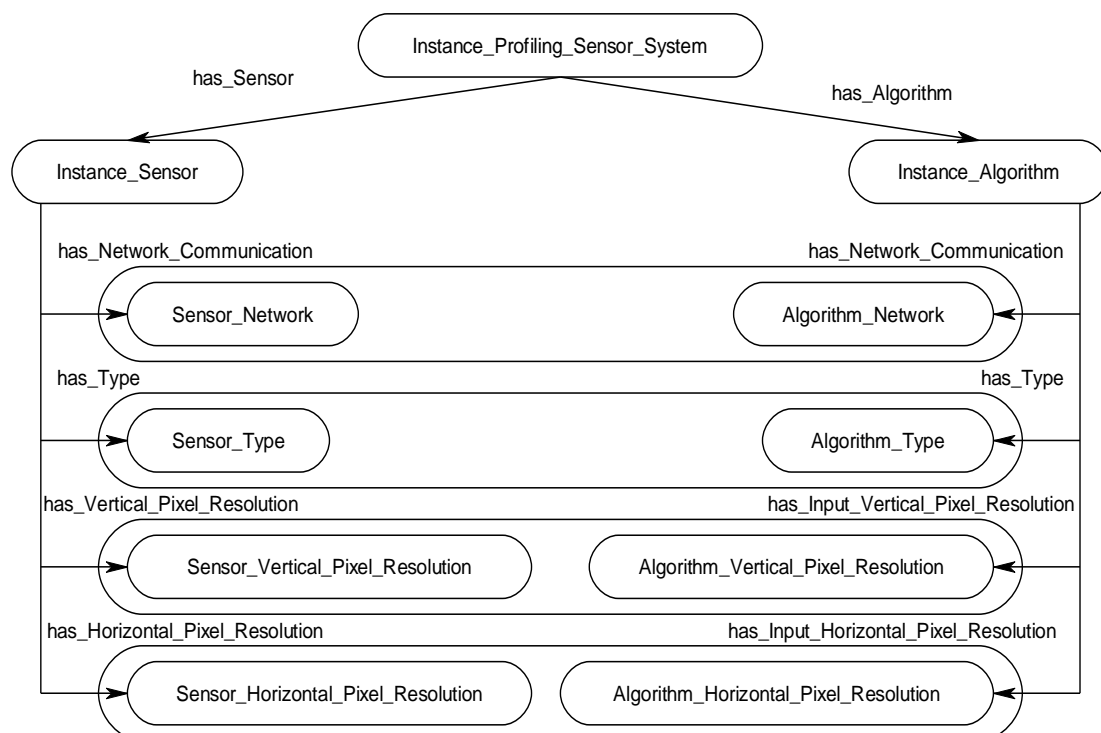 Instance_Profiling_Sensor_System
has_Sensor
has_Algorithm
Instance_Sensor
Instance_Algorithm
has_Network_Communication
has_Network_Communication
Sensor_Network
Algorithm_Network
has_Type
has_Type
Sensor_Type
Algorithm_Type
has_Vertical_Pixel_Resolution
has_Input_Vertical_Pixel_Resolution
Sensor_Vertical_Pixel_Resolution
Algorithm_Vertical_Pixel_Resolution
has_Horizontal_Pixel_Resolution
has_Input_Horizontal_Pixel_Resolution
Sensor_Horizontal_Pixel_Resolution
Algorithm_Horizontal_Pixel_Resolution